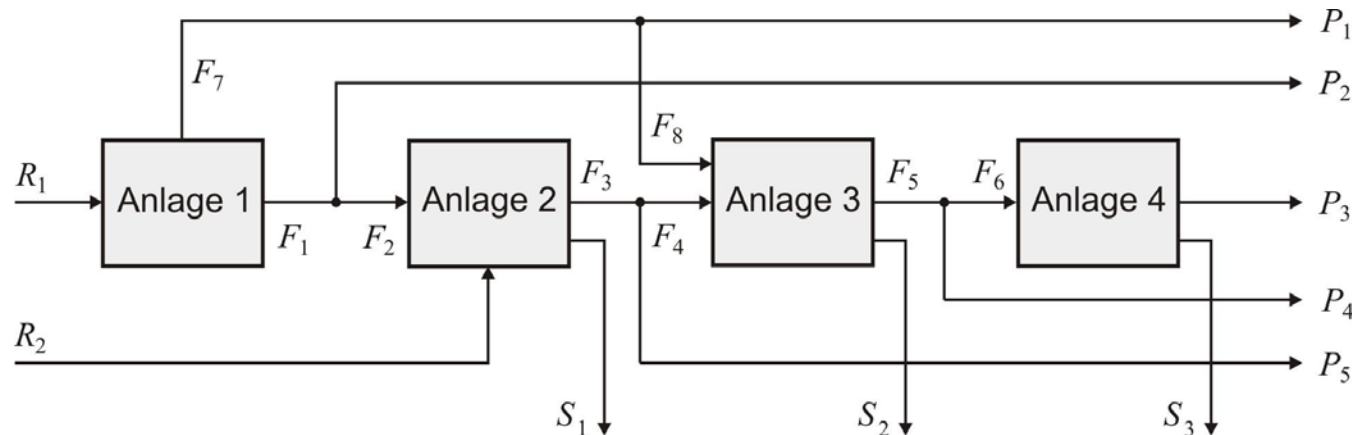 P₁
F₇
P₂
F₈
R₁
Anlage 1
F₁
F₂
Anlage 2
F₃
F₄
Anlage 3
F₅
F₆
Anlage 4
P₃
P₄
R₂
P₅
S₁
S₂
S₃